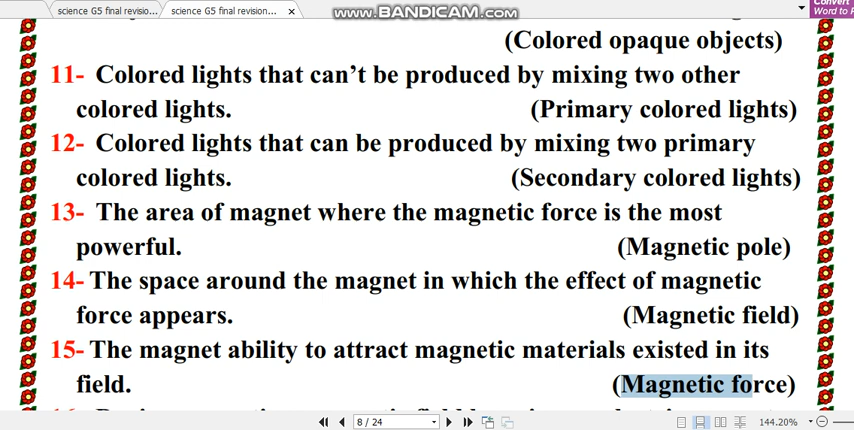 science G5 final revisio... science G5 final revision...
www.BANDICAM.com
Convert
Word to P
(Colored opaque objects)
11- Colored lights that can't be produced by mixing two other
colored lights. (Primary colored lights)
12- Colored lights that can be produced by mixing two primary
colored lights. (Secondary colored lights)
13- The area of magnet where the magnetic force is the most
powerful. (Magnetic pole)
14- The space around the magnet in which the effect of magnetic
force appears. (Magnetic field)
15- The magnet ability to attract magnetic materials existed in its
field. (Magnetic force)
8 / 24 144.20%